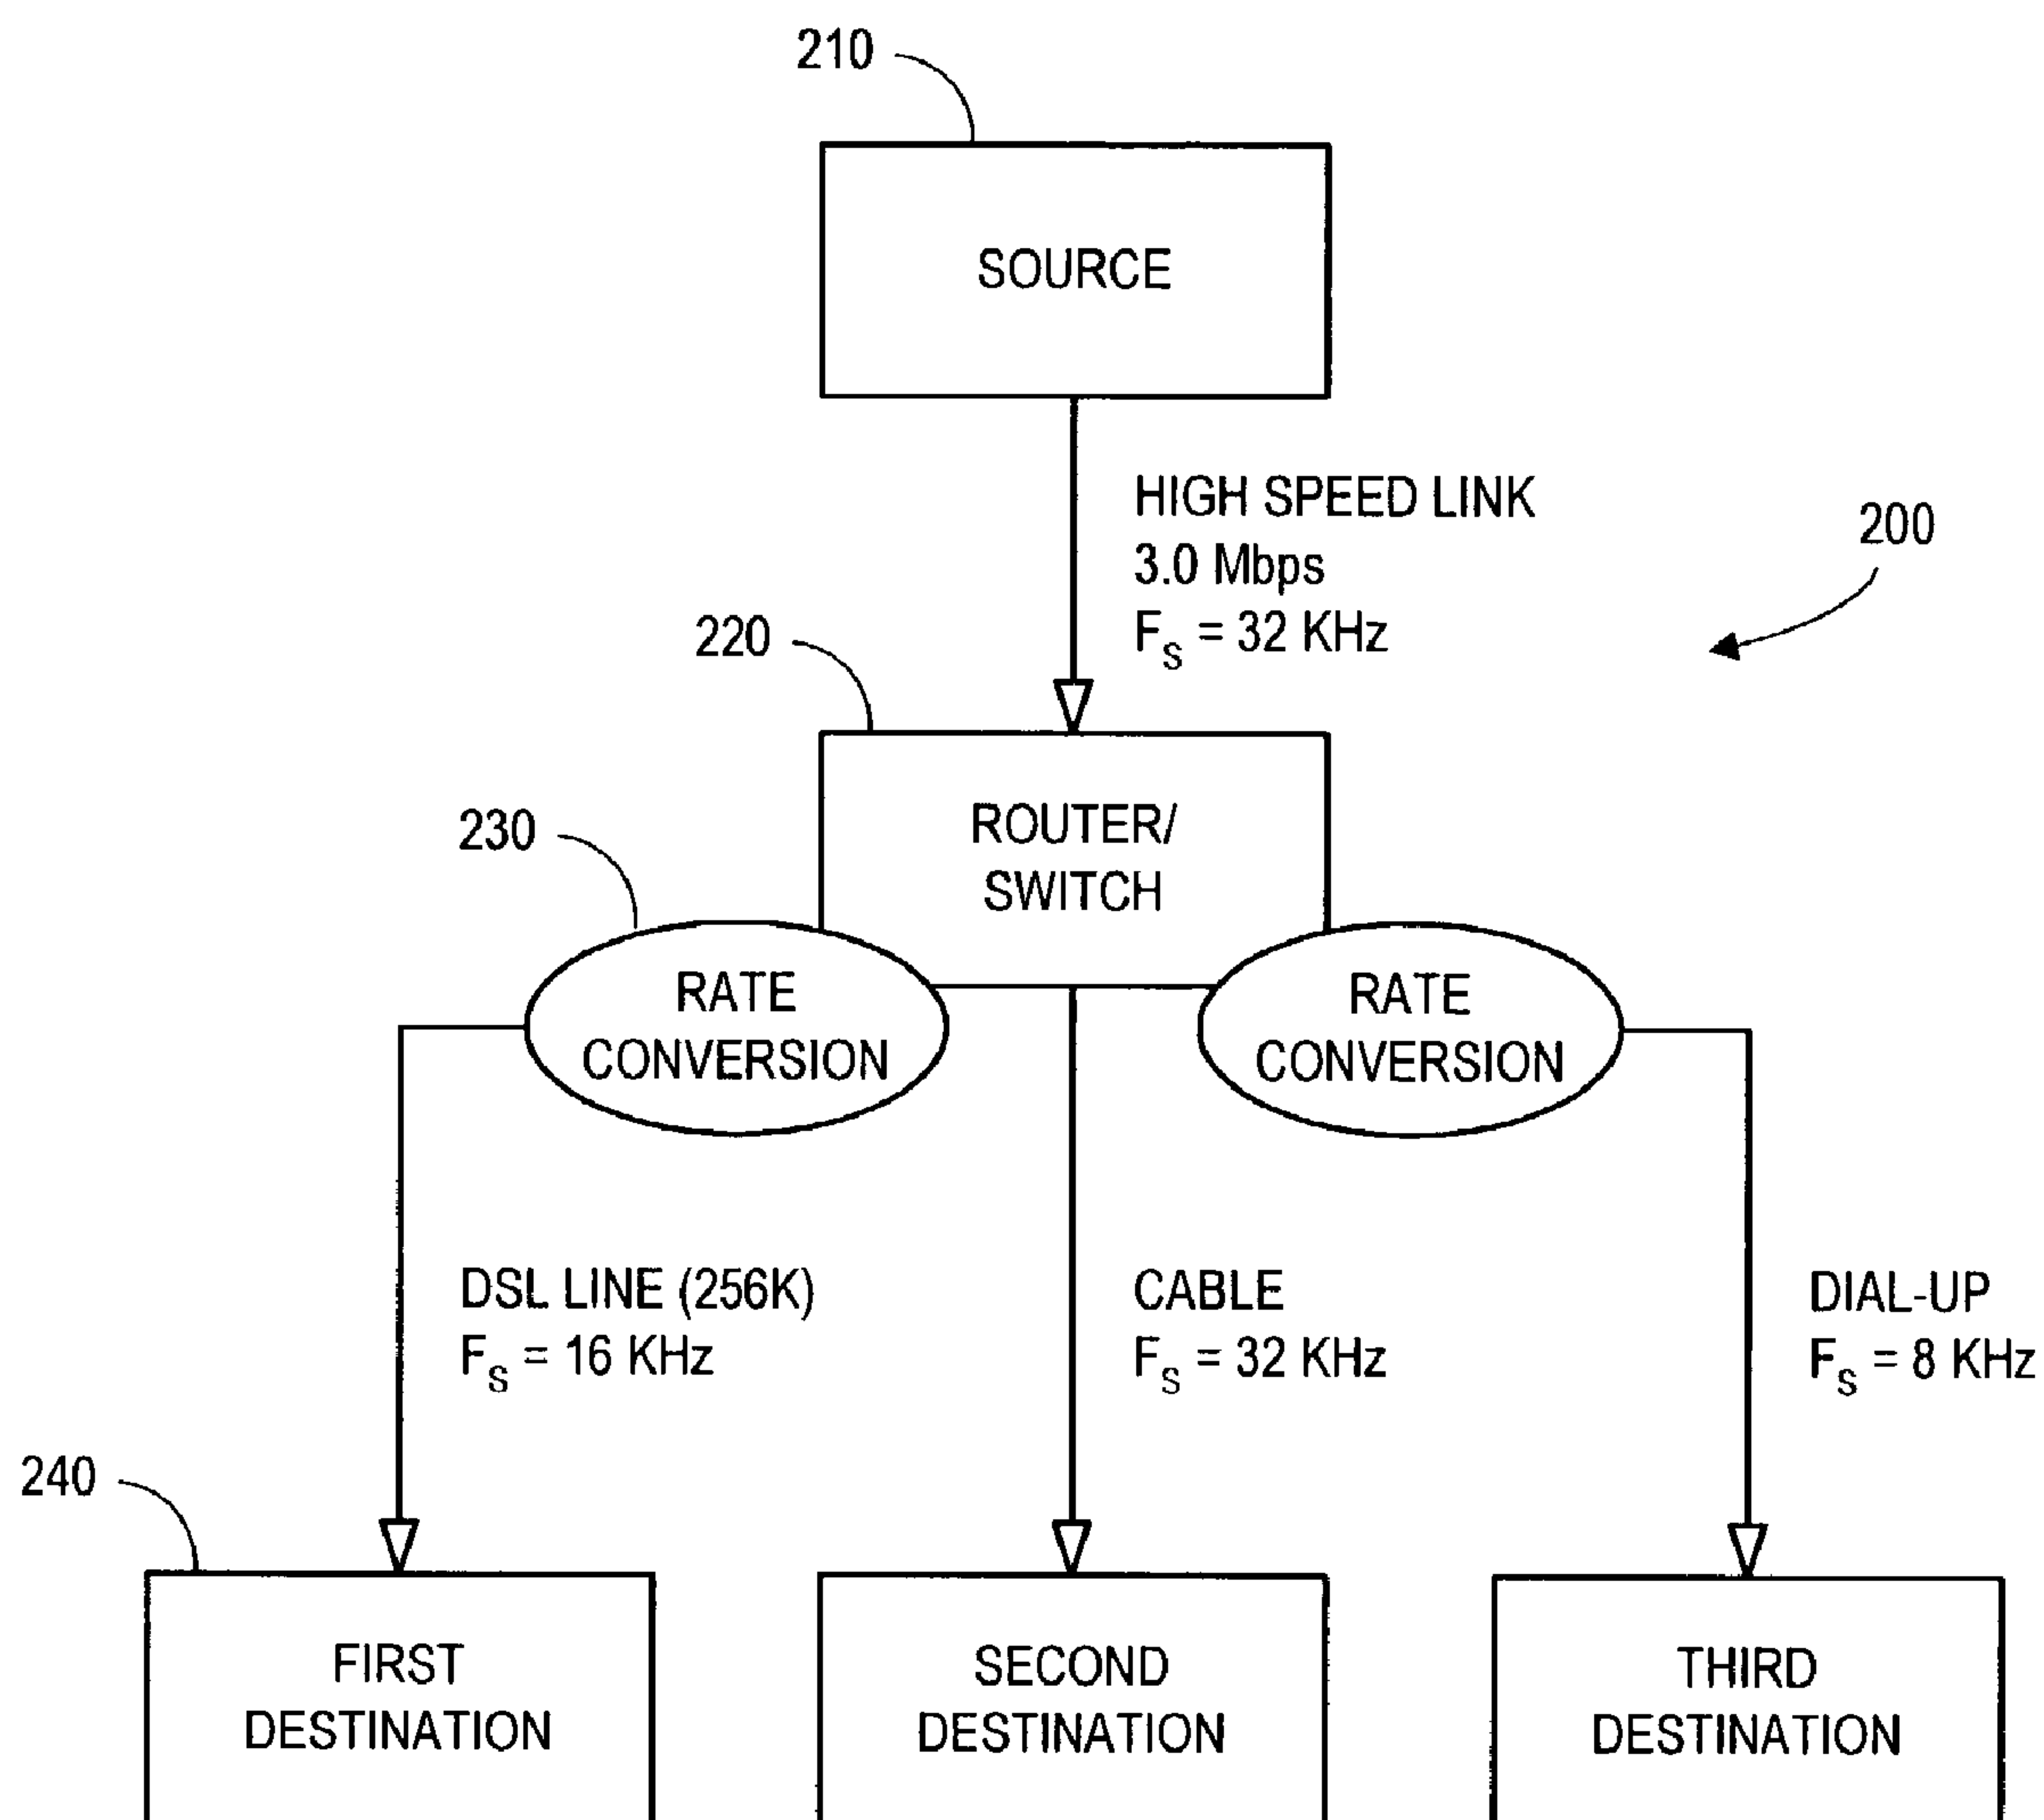 210
SOURCE
HIGH SPEED LINK
3.0 Mbps
FS = 32 KHz
200
220
ROUTER/
SWITCH
230
RATE
CONVERSION
RATE
CONVERSION
DSL LINE (256K)
FS = 16 KHz
CABLE
FS = 32 KHz
DIAL-UP
FS = 8 KHz
240
FIRST
DESTINATION
SECOND
DESTINATION
THIRD
DESTINATION